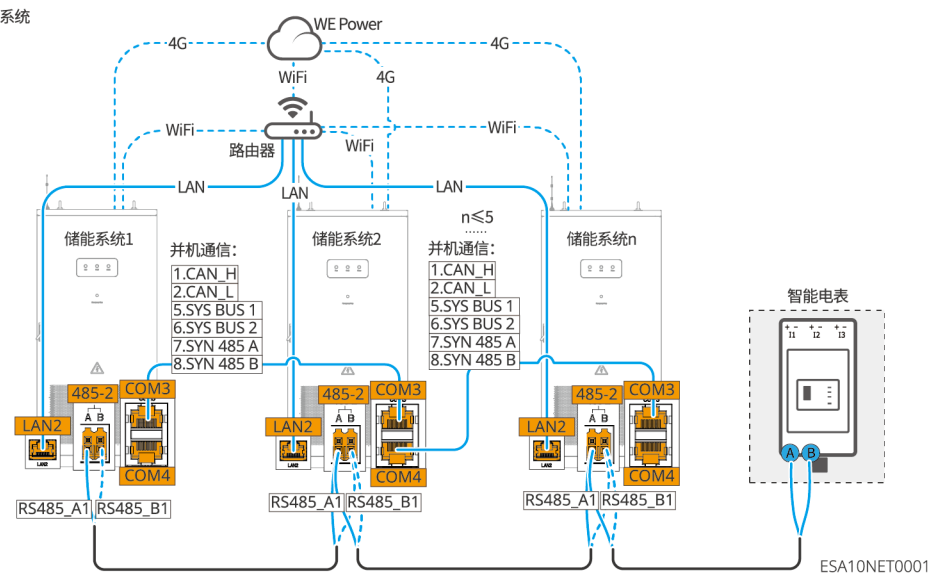 系统
WE Power
4G
4G
WiFi
4G
WiFi
WiFi
WiFi
路由器
LAN
LAN
LAN
n≤5
......
储能系统1
储能系统2
储能系统n
并机通信：
1.CAN_H
2.CAN_L
5.SYS BUS 1
6.SYS BUS 2
7.SYN 485 A
8.SYN 485 B
并机通信：
1.CAN_H
2.CAN_L
5.SYS BUS 1
6.SYS BUS 2
7.SYN 485 A
8.SYN 485 B
智能电表
+ - + - + -
I1 I2 I3
485-2
COM3
A B
LAN2
LAN2
COM4
485-2
COM3
A B
LAN2
LAN2
COM4
485-2
COM3
A B
LAN2
LAN2
COM4
A B
RS485_A1
RS485_B1
RS485_A1
RS485_B1
RS485_A1
RS485_B1
ESA10NET0001